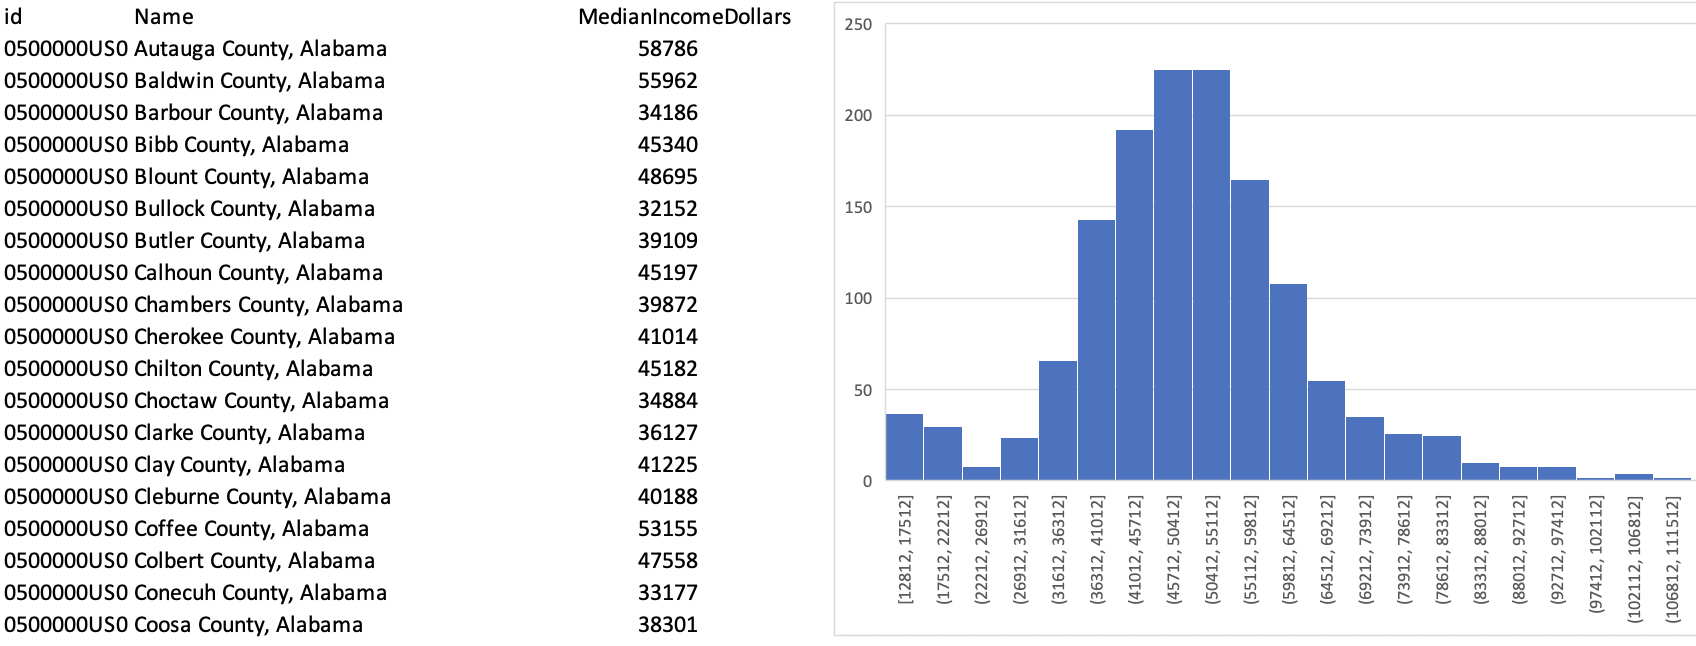 id Name MedianIncomeDollars
0500000US0 Autauga County, Alabama 58786
0500000US0 Baldwin County, Alabama 55962
0500000US0 Barbour County, Alabama 34186
0500000US0 Bibb County, Alabama 45340
0500000US0 Blount County, Alabama 48695
0500000US0 Bullock County, Alabama 32152
0500000US0 Butler County, Alabama 39109
0500000US0 Calhoun County, Alabama 45197
0500000US0 Chambers County, Alabama 39872
0500000US0 Cherokee County, Alabama 41014
0500000US0 Chilton County, Alabama 45182
0500000US0 Choctaw County, Alabama 34884
0500000US0 Clarke County, Alabama 36127
0500000US0 Clay County, Alabama 41225
0500000US0 Cleburne County, Alabama 40188
0500000US0 Coffee County, Alabama 53155
0500000US0 Colbert County, Alabama 47558
0500000US0 Conecuh County, Alabama 33177
0500000US0 Coosa County, Alabama 38301
250
200
150
100
50
0
[12812, 17512]
(17512, 22212]
(22212, 26912]
(26912, 31612]
(31612, 36312]
(36312, 41012]
(41012, 45712]
(45712, 50412]
(50412, 55112]
(55112, 59812]
(59812, 64512]
(64512, 69212]
(69212, 73912]
(73912, 78612]
(78612, 83312]
(83312, 88012]
(88012, 92712]
(92712, 97412]
(97412, 102112]
(102112, 106812]
(106812, 111512]